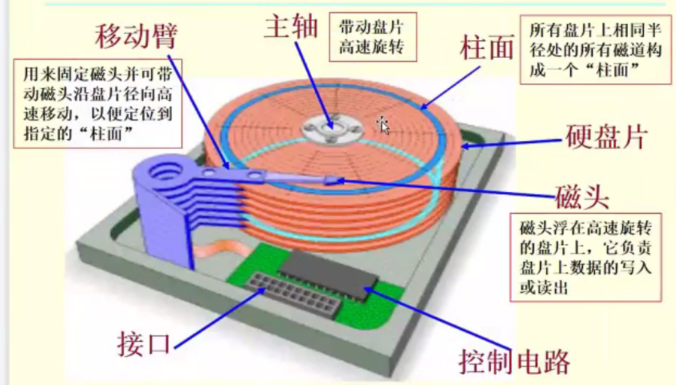 移动臂
用来固定磁头并可带
动磁头沿盘片径向高
速移动，以便定位到
指定的“柱面”
主轴
带动盘片
高速旋转
柱面
所有盘片上相同半
径处的所有磁道构
成一个“柱面”
硬盘片
磁头
磁头浮在高速旋转
的盘片上，它负责
盘片上数据的写入
或读出
接口
控制电路